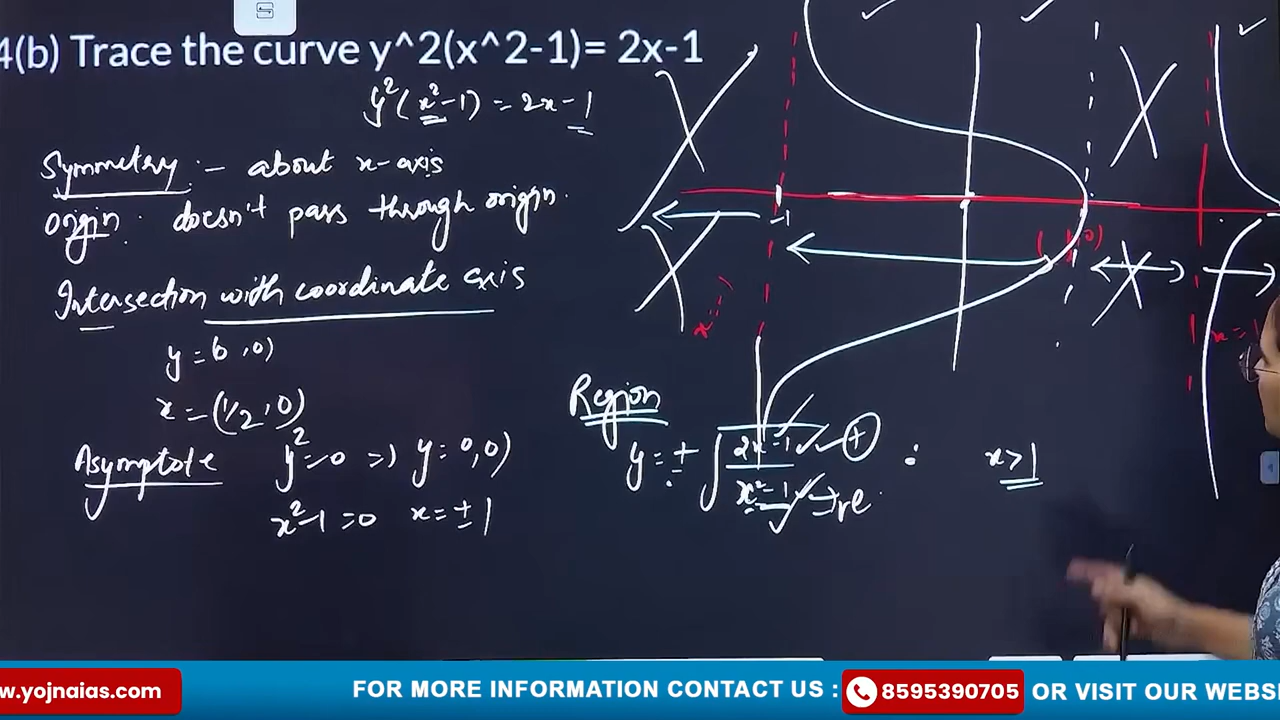 4(b) Trace the curve y^2(x^2-1)= 2x-1
y²(x²-1) = 2x-1
Symmetry :- about x-axis
origin: doesn't pass through origin.
Intersection with coordinate axis
y = 0, 0)
x = (1/2, 0)
Asymptote y²=0 => y=0,0)
x²-1=0 x=±1
-1
x=1
Region
y = ± √(2x-1)/(x²-1) +
: x>1
w.yojnaias.com
FOR MORE INFORMATION CONTACT US : 8595390705 OR VISIT OUR WEBS